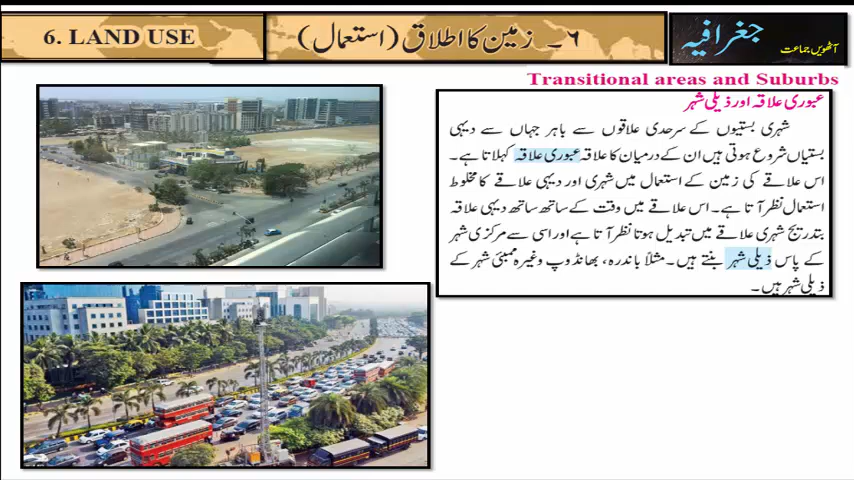 6. LAND USE
۶۔ زمین کا اطلاق (استعمال)
جغرافیہ
آٹھویں جماعت
Transitional areas and Suburbs
عبوری علاقہ اور ذیلی شہر
شہری بستیوں کے سرحدی علاقوں سے باہر جہاں سے دیہی
بستیاں شروع ہوتی ہیں ان کے درمیان کا علاقہ عبوری علاقہ کہلاتا ہے۔
اس علاقے کی زمین کے استعمال میں شہری اور دیہی علاقے کا مخلوط
استعمال نظر آتا ہے۔ اس علاقے میں وقت کے ساتھ ساتھ دیہی علاقہ
بتدریج شہری علاقے میں تبدیل ہوتا نظر آتا ہے اور اسی سے مرکزی شہر
کے پاس ذیلی شہر بنتے ہیں۔ مثلاً باندرہ، بھانڈوپ وغیرہ ممبئی شہر کے
ذیلی شہر ہیں۔